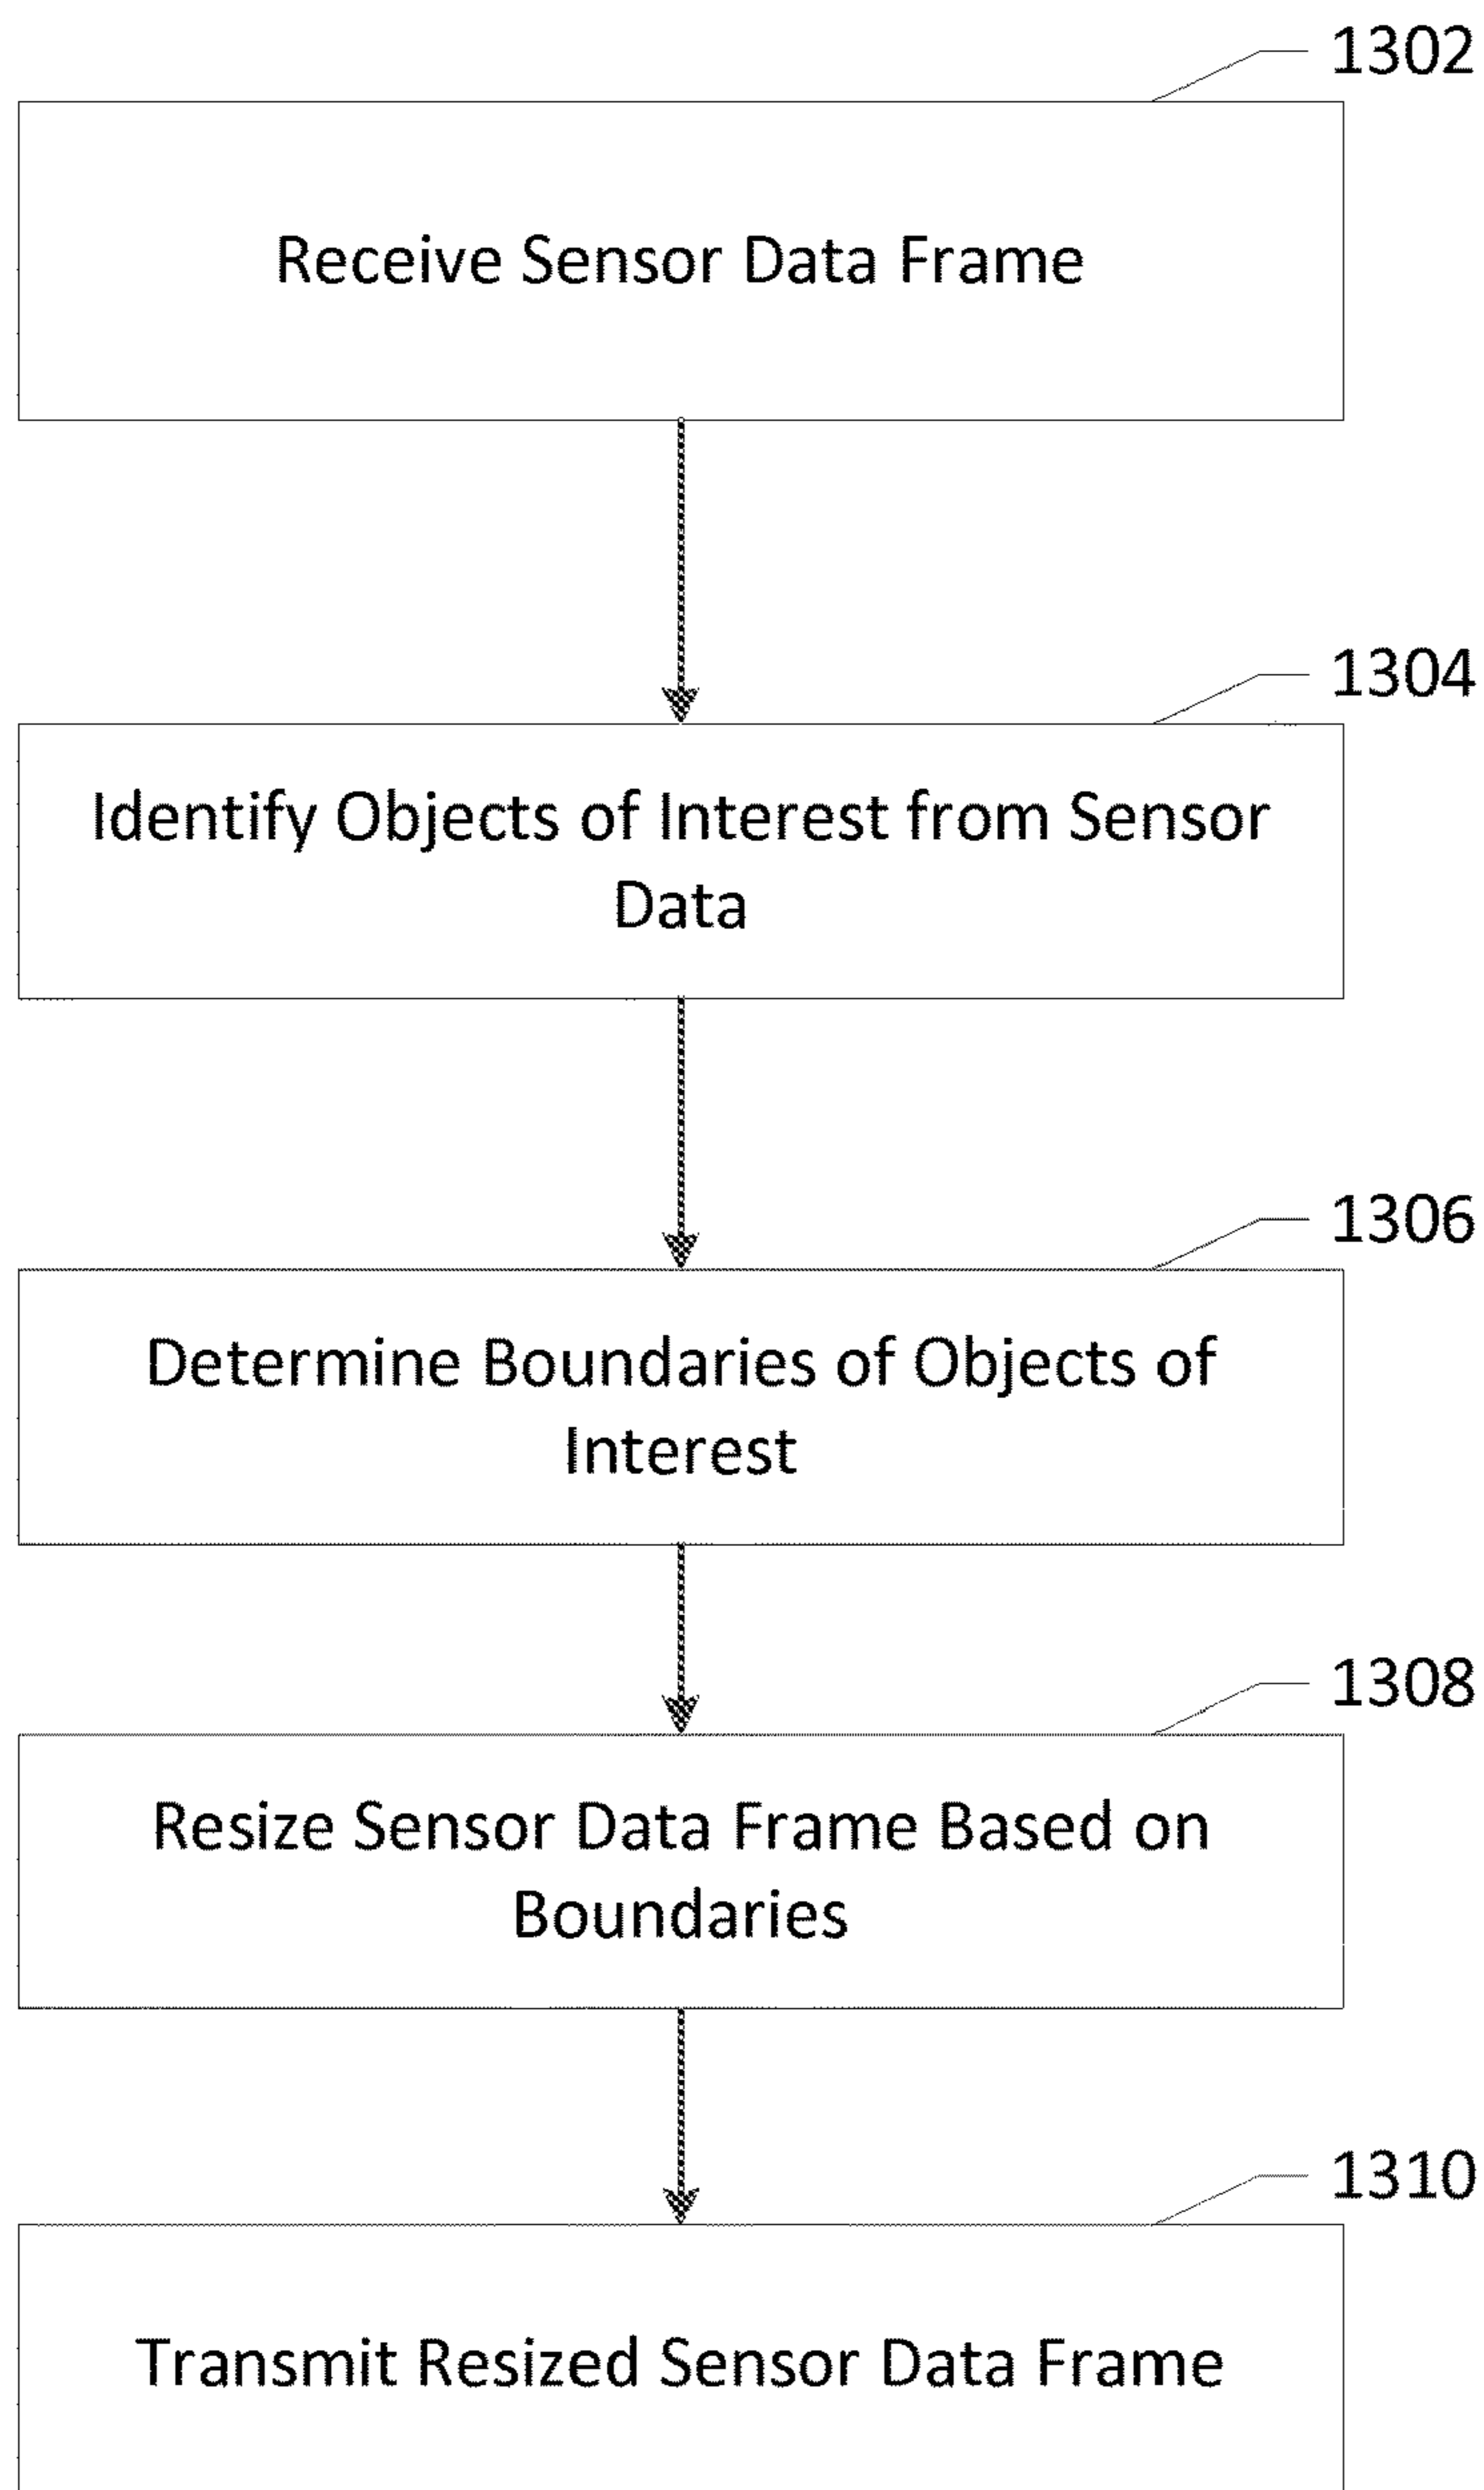 1302
Receive Sensor Data Frame
1304
Identify Objects of Interest from Sensor
Data
1306
Determine Boundaries of Objects of
Interest
1308
Resize Sensor Data Frame Based on
Boundaries
1310
Transmit Resized Sensor Data Frame